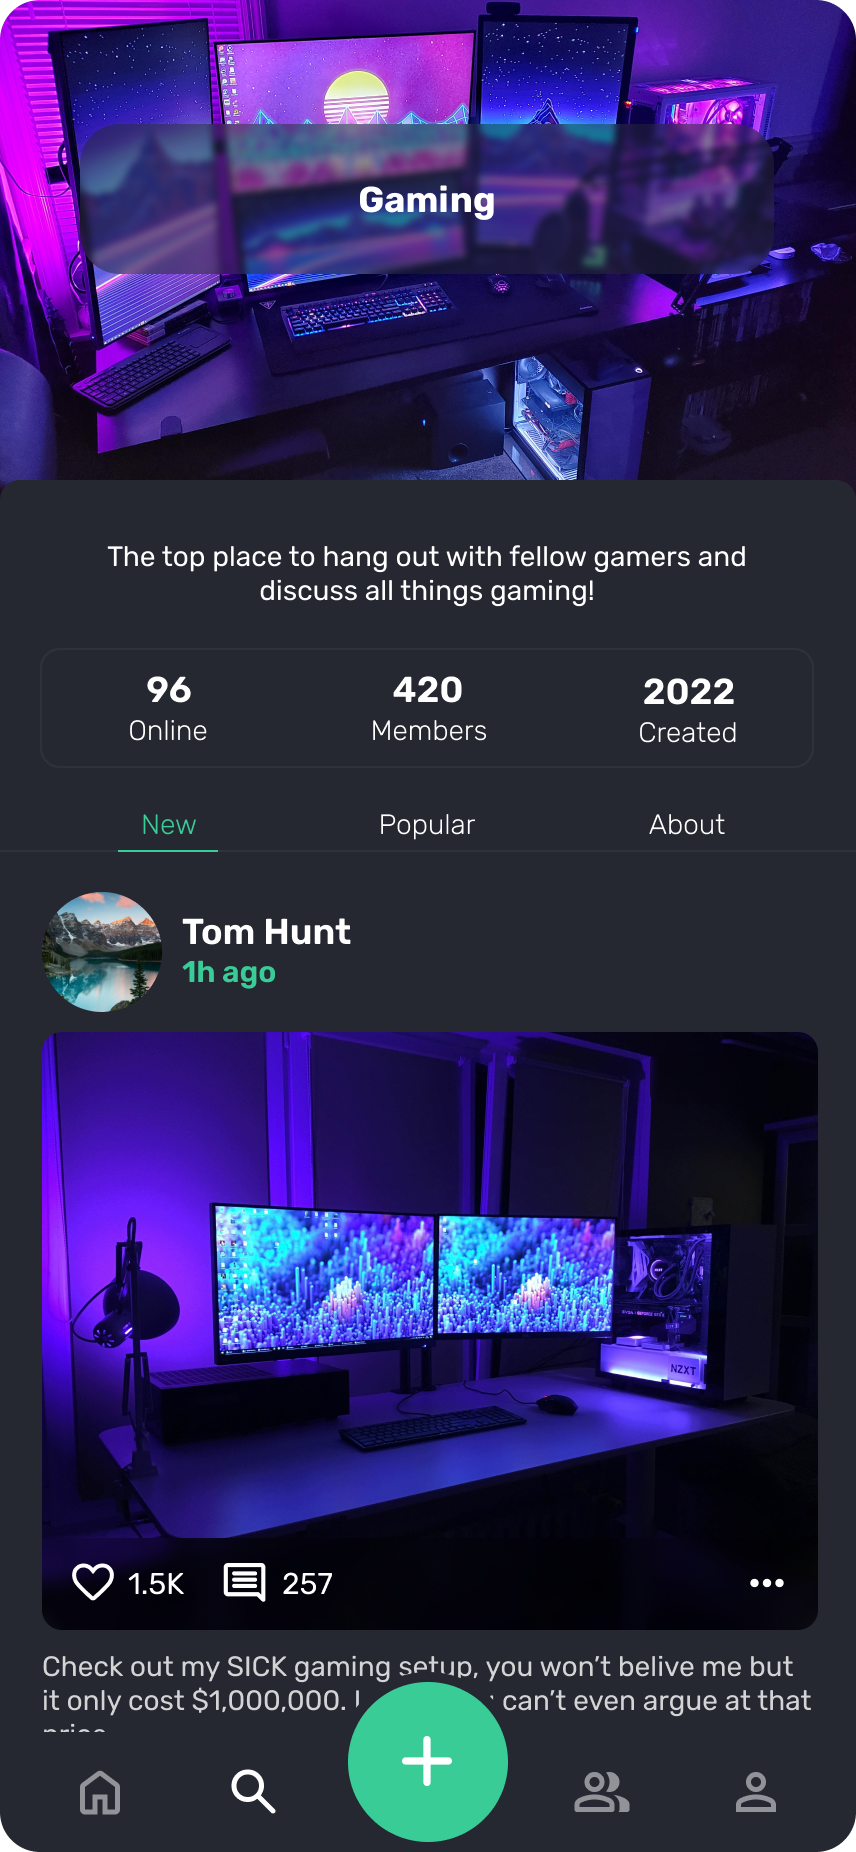 Gaming
The top place to hang out with fellow gamers and
discuss all things gaming!
96 420 2022
Online Members Created
New Popular About
Tom Hunt
1h ago
NZXT
1.5K 257
Check out my SICK gaming setup, you won't belive me but
it only cost $1,000,000. can't even argue at that
price